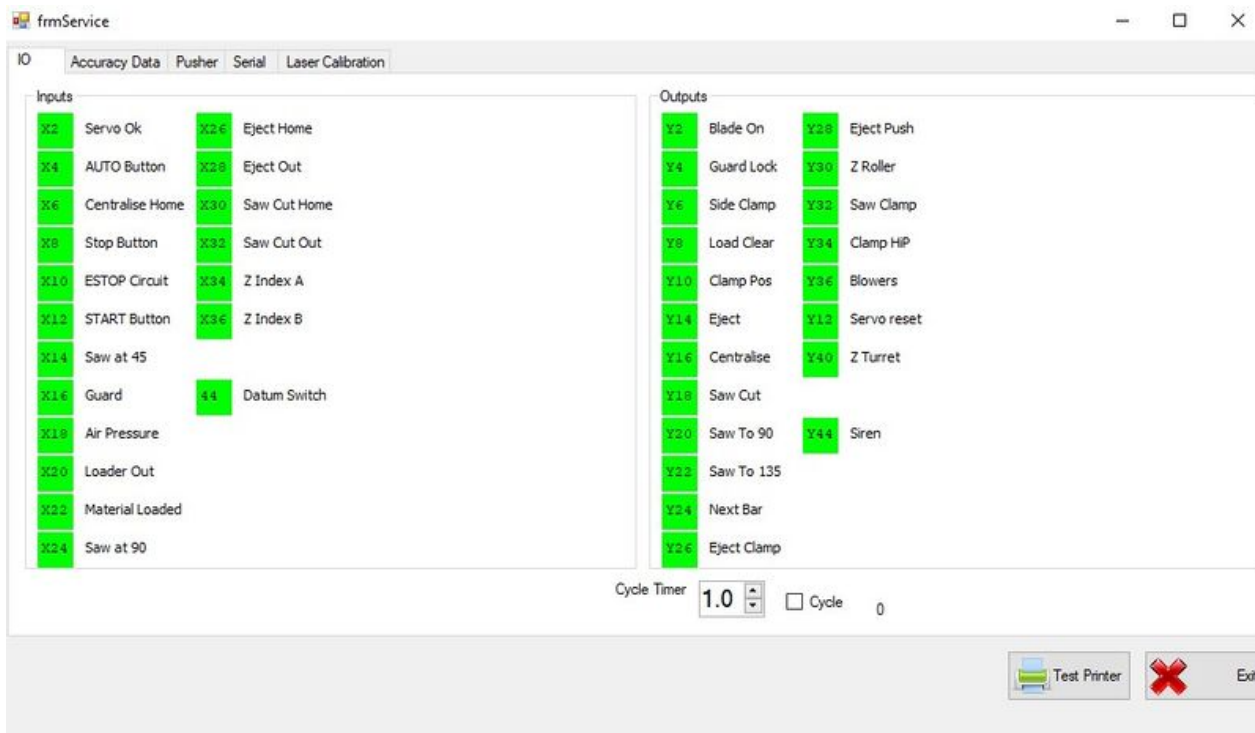 frmService
IO Accuracy Data Pusher Serial Laser Calibration
Inputs
X2 Servo Ok X26 Eject Home
X4 AUTO Button X28 Eject Out
X6 Centralise Home X30 Saw Cut Home
X8 Stop Button X32 Saw Cut Out
X10 ESTOP Circuit X34 Z Index A
X12 START Button X36 Z Index B
X14 Saw at 45
X16 Guard 44 Datum Switch
X18 Air Pressure
X20 Loader Out
X22 Material Loaded
X24 Saw at 90
Outputs
Y2 Blade On Y28 Eject Push
Y4 Guard Lock Y30 Z Roller
Y6 Side Clamp Y32 Saw Clamp
Y8 Load Clear Y34 Clamp HiP
Y10 Clamp Pos Y36 Blowers
Y14 Eject Y12 Servo reset
Y16 Centralise Y40 Z Turret
Y18 Saw Cut
Y20 Saw To 90 Y44 Siren
Y22 Saw To 135
Y24 Next Bar
Y26 Eject Clamp
Cycle Timer 1.0 Cycle 0
Test Printer Exit